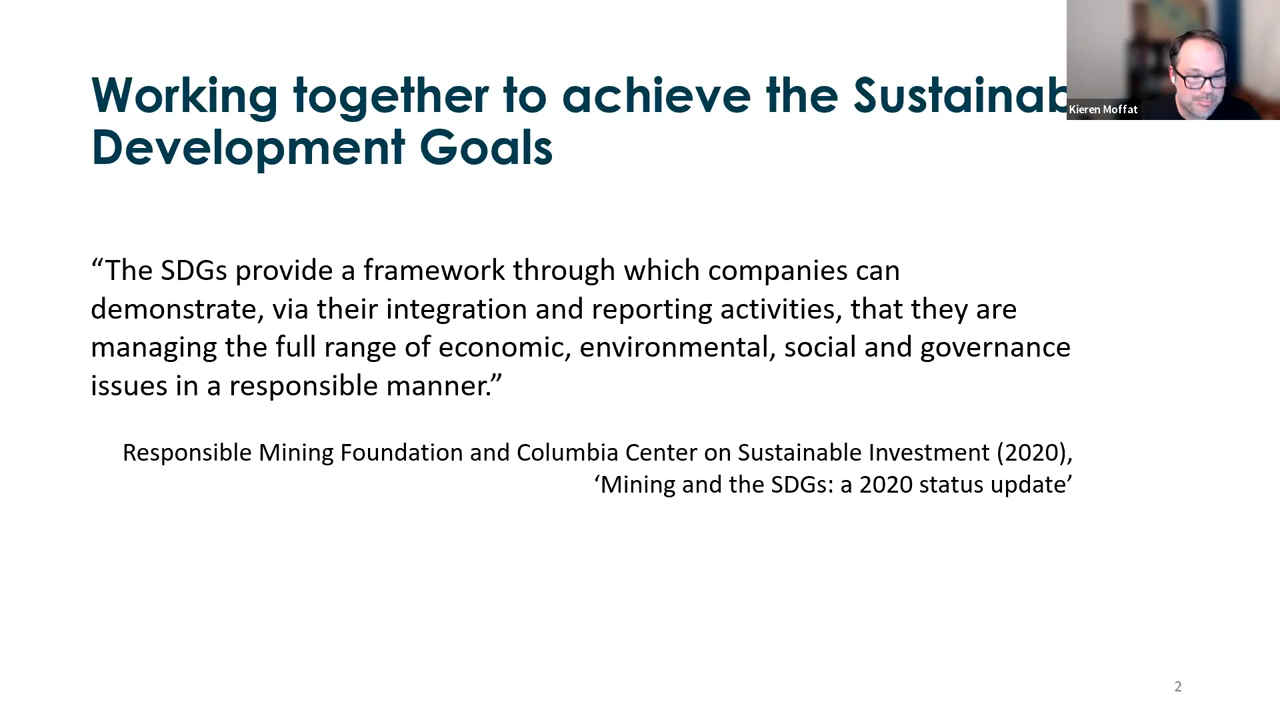 Working together to achieve the Sustainab
Development Goals
Kieren Moffat
“The SDGs provide a framework through which companies can
demonstrate, via their integration and reporting activities, that they are
managing the full range of economic, environmental, social and governance
issues in a responsible manner.”
Responsible Mining Foundation and Columbia Center on Sustainable Investment (2020),
‘Mining and the SDGs: a 2020 status update’
2